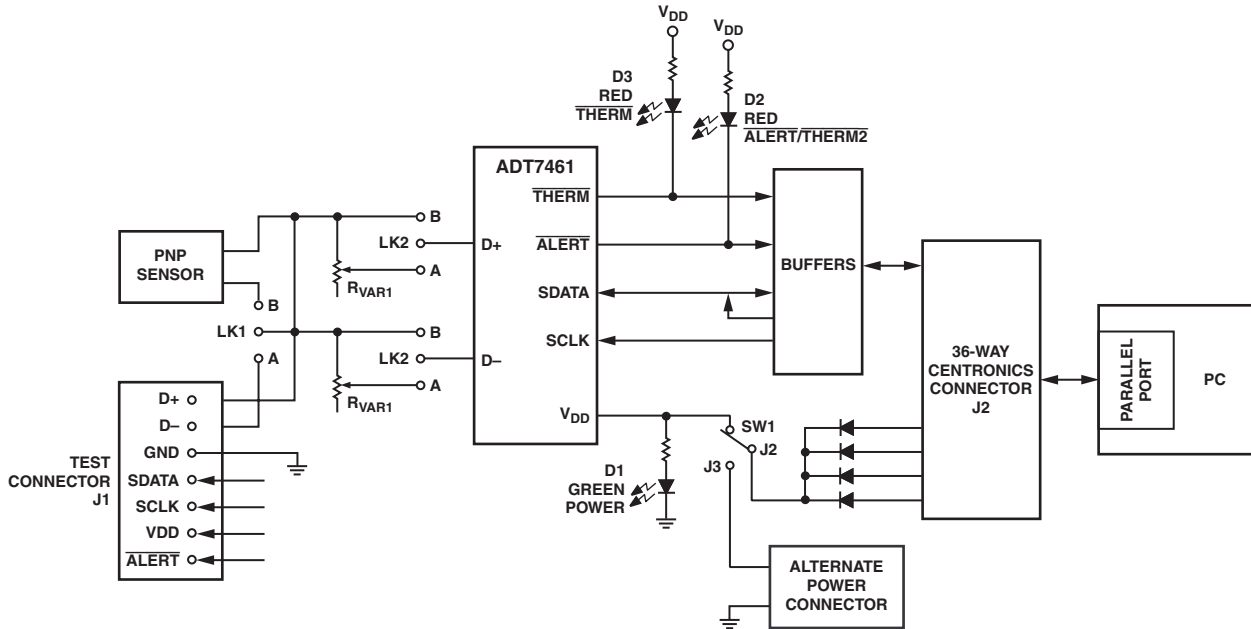 VDD
VDD
D3
RED
THERM
D2
RED
ALERT/THERM2
ADT7461
THERM
ALERT
SDATA
SCLK
D+
D–
VDD
PNP
SENSOR
B
LK2
A
RVAR1
B
LK1
A
B
LK2
A
RVAR1
TEST
CONNECTOR
J1
D+
D–
GND
SDATA
SCLK
VDD
ALERT
BUFFERS
36-WAY
CENTRONICS
CONNECTOR
J2
PARALLEL
PORT
PC
SW1
J2
J3
D1
GREEN
POWER
ALTERNATE
POWER
CONNECTOR